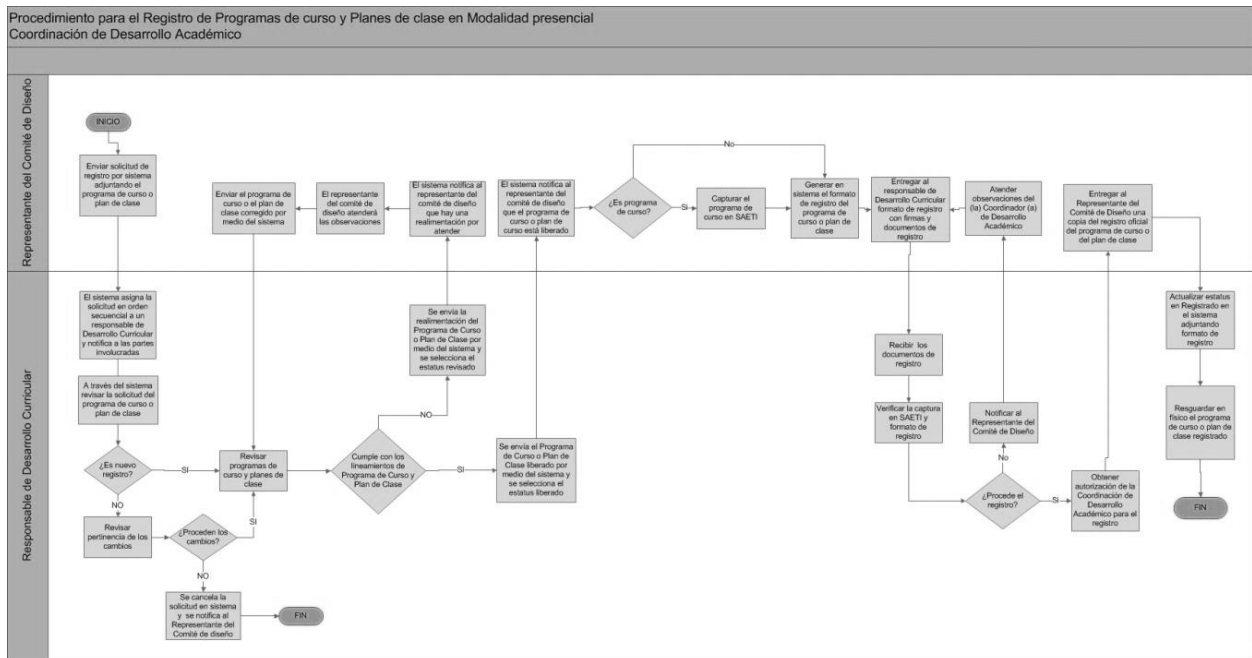 Procedimiento para el Registro de Programas de curso y Planes de clase en Modalidad presencial
Coordinación de Desarrollo Académico
Representante del Comité de Diseño
INICIO
Enviar solicitud de
registro por sistema
adjuntando el
programa de curso o
plan de clase
Enviar el programa de
curso o el plan de
clase corregido por
medio del sistema
El representante
del comité de
diseño atenderá
las observaciones
El sistema notifica al
representante del
comité de diseño
que hay una
realimentación por
atender
El sistema notifica al
representante del
comité de diseño
que el programa de
curso o plan de
curso está liberado
¿Es programa
de curso?
No
Si
Capturar el
programa de
curso en SAETI
Generar en
sistema el formato
de registro del
programa de
curso o plan de
clase
Entregar al
responsable de
Desarrollo Curricular
formato de registro
con firmas y
documentos de
registro
Atender
observaciones del
(la) Coordinador (a)
de Desarrollo
Académico
Entregar al
Representante del
Comité de Diseño una
copia del registro oficial
del programa de curso o
del plan de clase
Responsable de Desarrollo Curricular
El sistema asigna la
solicitud en orden
secuencial a un
responsable de
Desarrollo Curricular
y notifica a las partes
involucradas
A través del sistema
revisar la solicitud del
programa de curso o
plan de clase
¿Es nuevo
registro?
SI
NO
Revisar
pertinencia de los
cambios
¿Proceden los
cambios?
SI
NO
Se cancela la
solicitud en sistema
y se notifica al
Representante del
Comité de diseño
FIN
Revisar
programas de
curso y planes de
clase
Cumple con los
lineamientos de
Programa de Curso y
Plan de Clase
NO
SI
Se envía la
realimentación del
Programa de Curso
o Plan de Clase por
medio del sistema y
se selecciona el
estatus revisado
Se envía el Programa
de Curso o Plan de
Clase liberado por
medio del sistema y
se selecciona el
estatus liberado
Recibir los
documentos de
registro
Verificar la captura
en SAETI y
formato de
registro
¿Procede el
registro?
No
SI
Notificar al
Representante del
Comité de Diseño
Obtener
autorización de la
Coordinación de
Desarrollo
Académico para el
registro
Actualizar estatus
en Registrado en
el sistema
adjuntando
formato de
registro
Resguardar en
físico el programa
de curso o plan de
clase registrado
FIN